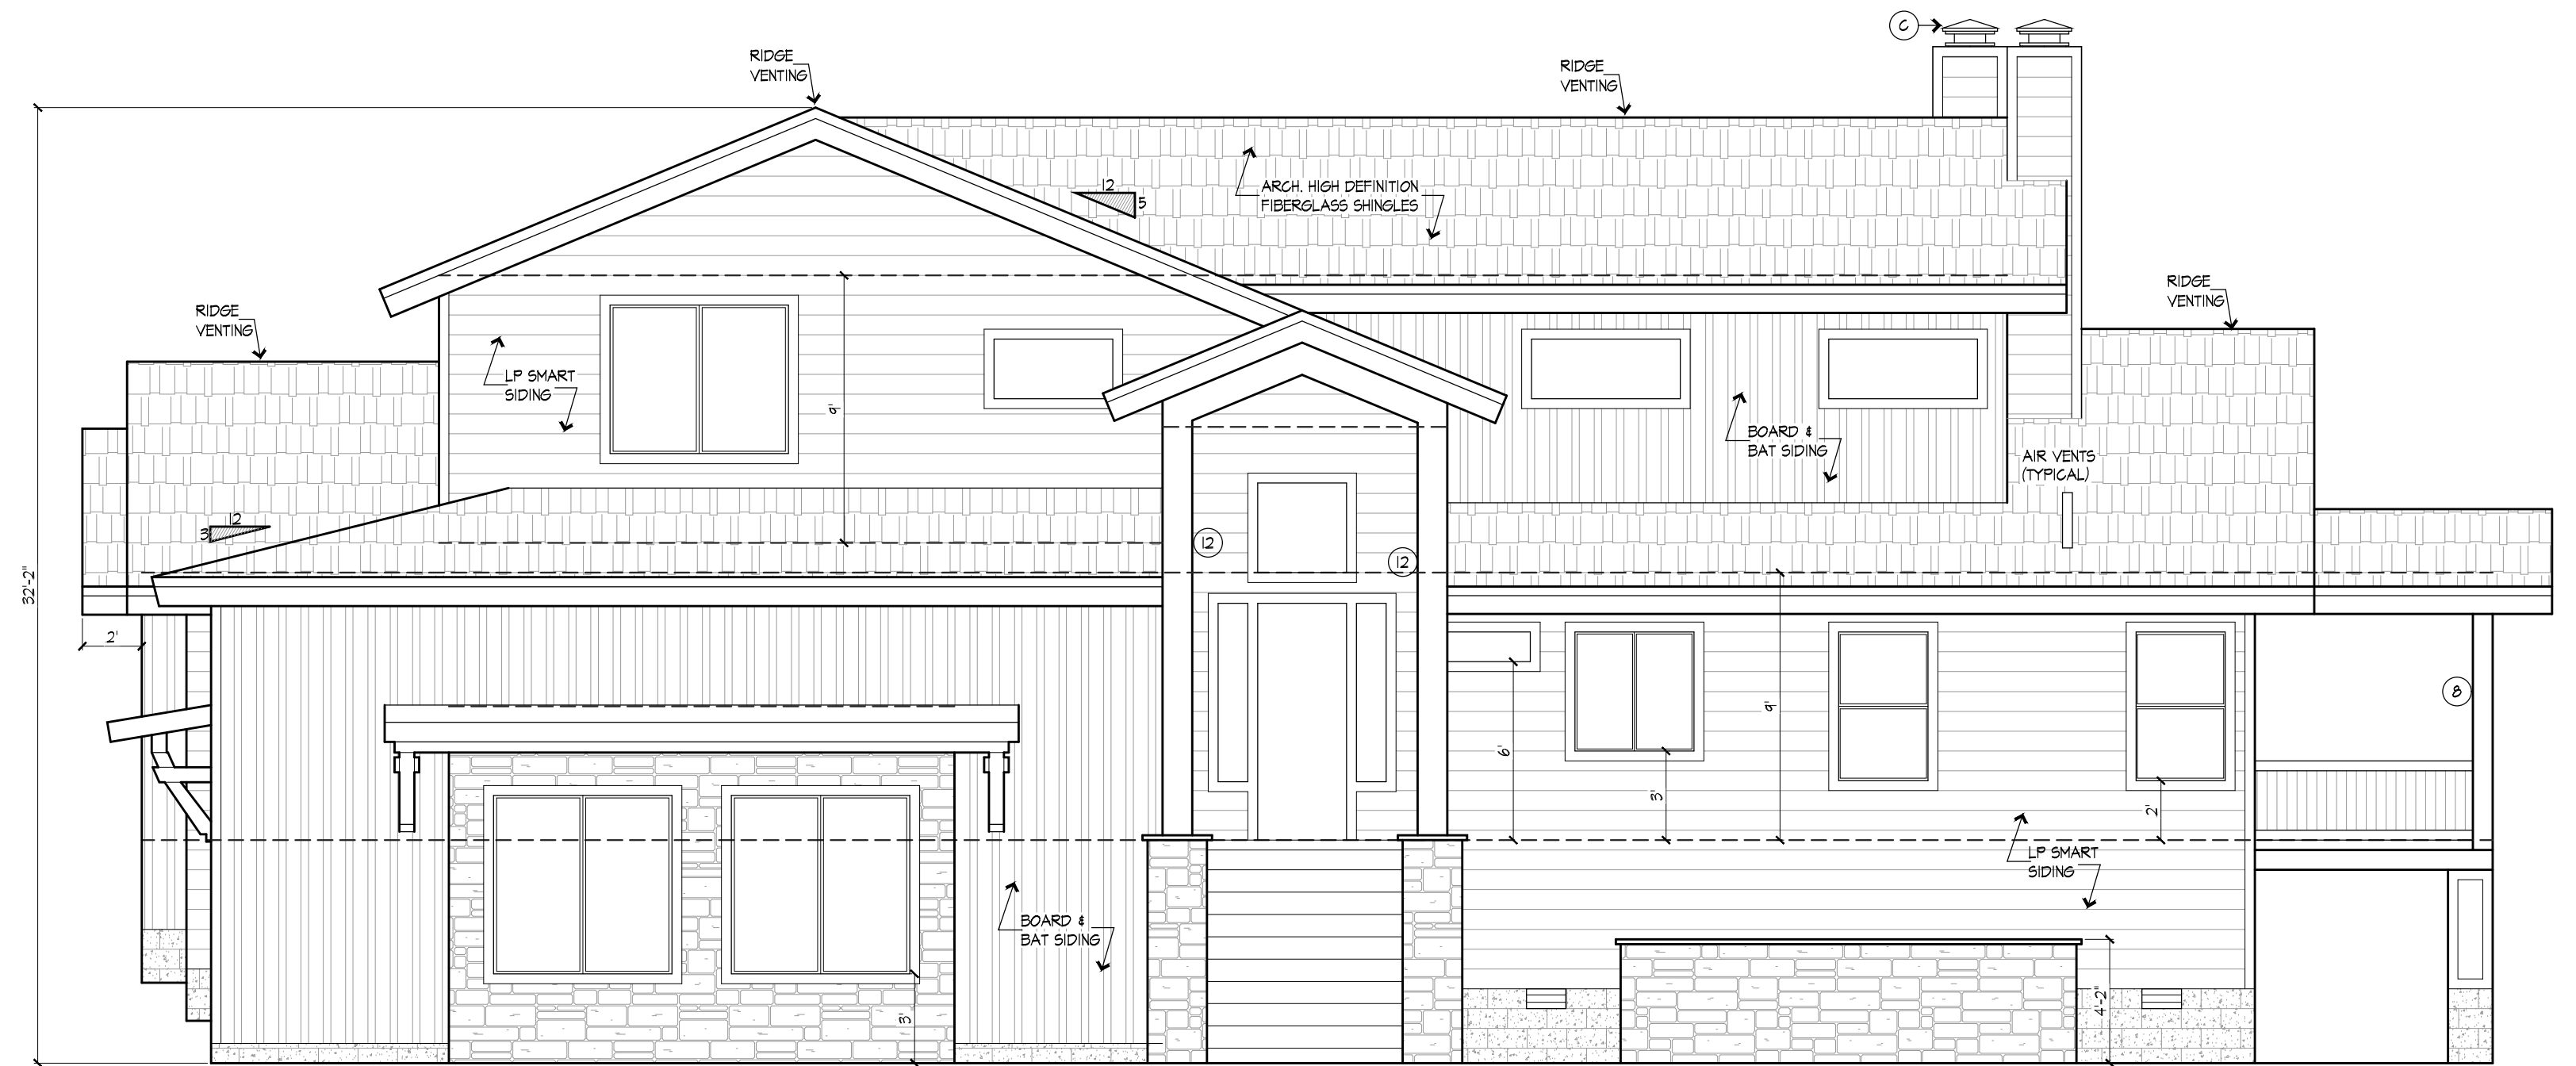 C
RIDGE
VENTING
RIDGE
VENTING
12
5
ARCH. HIGH DEFINITION
FIBERGLASS SHINGLES
RIDGE
VENTING
RIDGE
VENTING
LP SMART
SIDING
9'
BOARD &
BAT SIDING
AIR VENTS
(TYPICAL)
12
3
12
12
32'-2"
2'
8
6'
3'
9'
2'
LP SMART
SIDING
BOARD &
BAT SIDING
3'
4'-2"